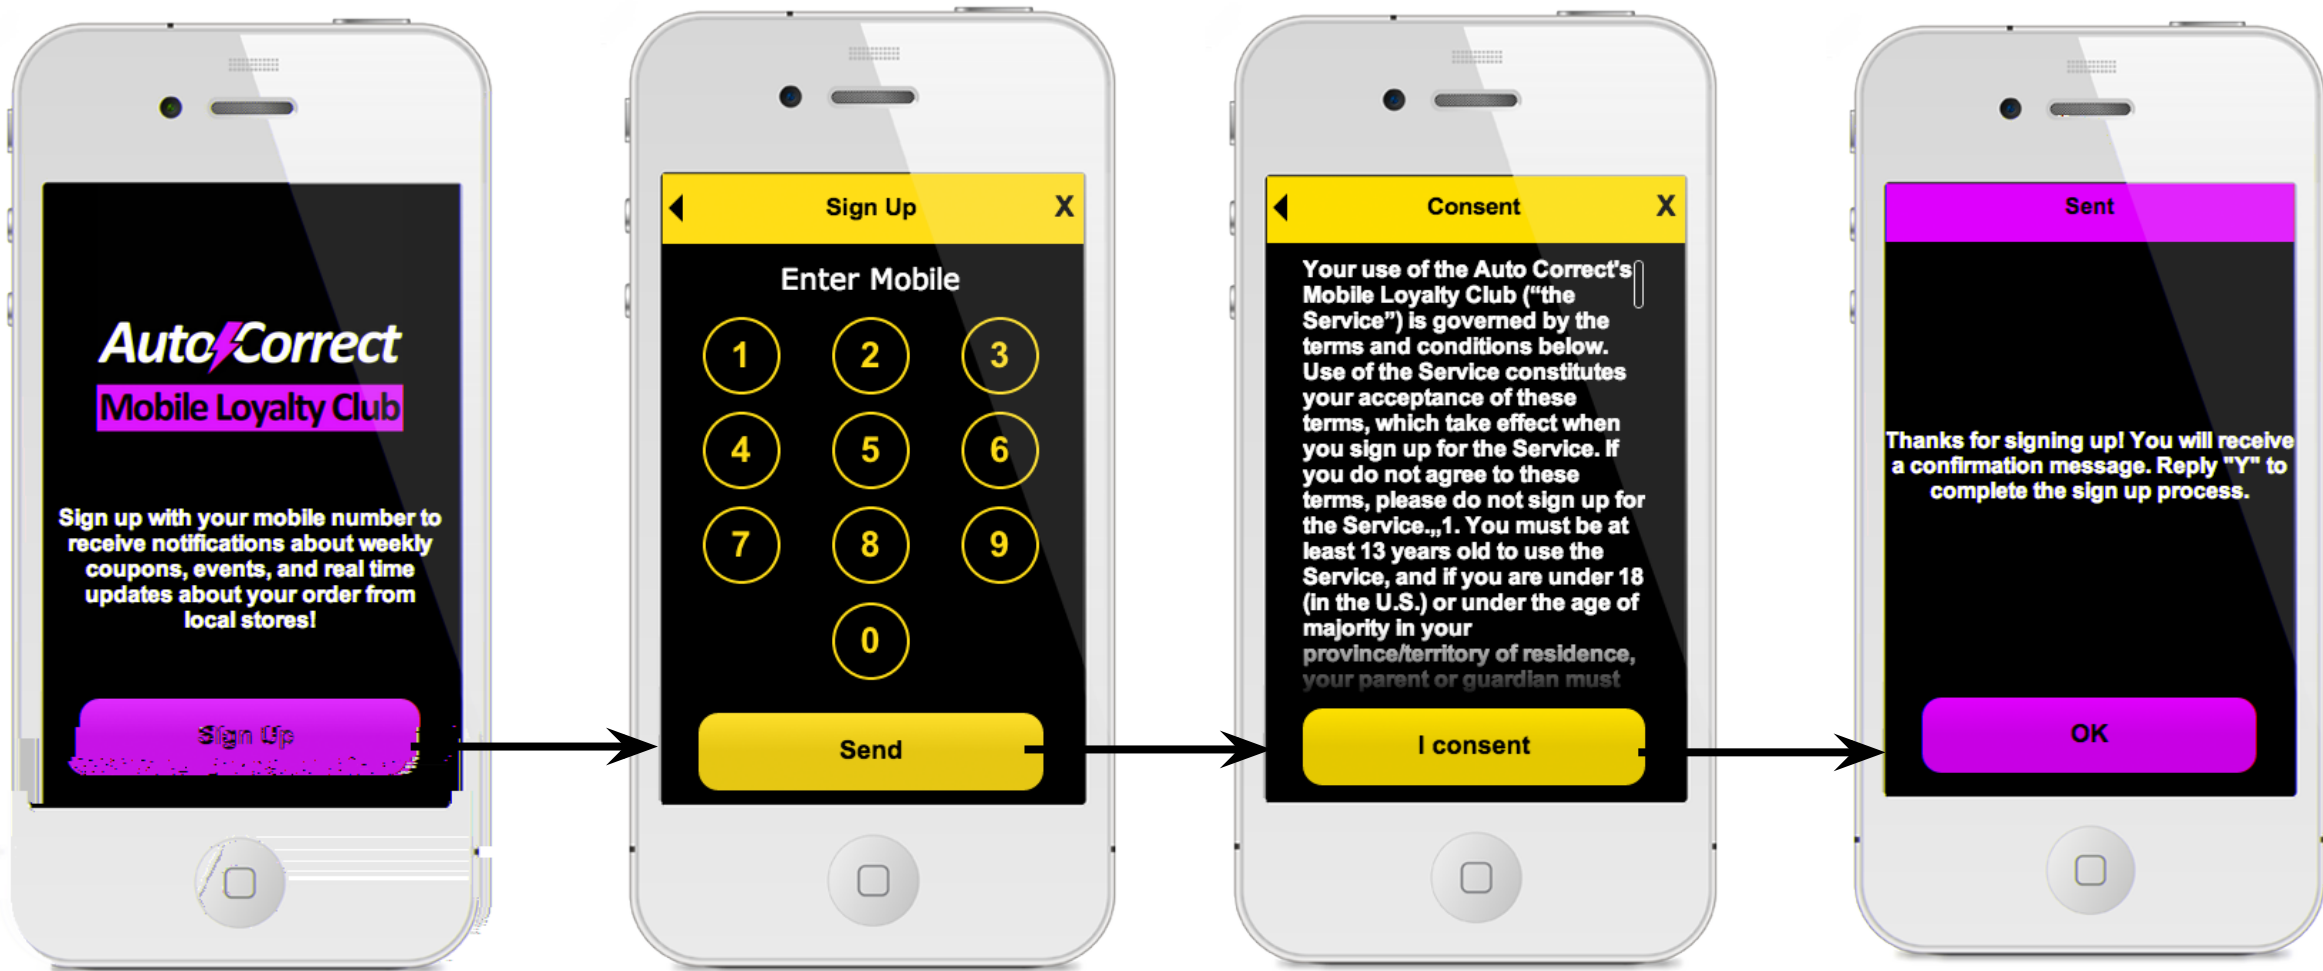 Auto Correct
Mobile Loyalty Club
Sign up with your mobile number to
receive notifications about weekly
coupons, events, and real time
updates about your order from
local stores!
Sign Up
Sign Up
X
Enter Mobile
1 2 3
4 5 6
7 8 9
0
Send
Consent
X
Your use of the Auto Correct's
Mobile Loyalty Club (“the
Service”) is governed by the
terms and conditions below.
Use of the Service constitutes
your acceptance of these
terms, which take effect when
you sign up for the Service. If
you do not agree to these
terms, please do not sign up for
the Service.,,1. You must be at
least 13 years old to use the
Service, and if you are under 18
(in the U.S.) or under the age of
majority in your
province/territory of residence,
your parent or guardian must
I consent
Sent
Thanks for signing up! You will receive
a confirmation message. Reply "Y" to
complete the sign up process.
OK